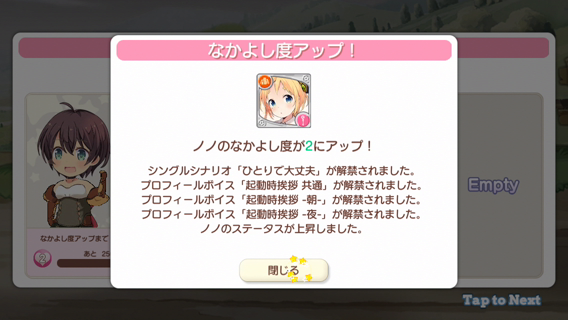 なかよし度アップ！
ノノのなかよし度が2にアップ！
シングルシナリオ「ひとりで大丈夫」が解禁されました。
プロフィールボイス「起動時挨拶 共通」が解禁されました。
プロフィールボイス「起動時挨拶 -朝-」が解禁されました。
プロフィールボイス「起動時挨拶 -夜-」が解禁されました。
ノノのステータスが上昇しました。
なかよし度アップまで
あと 25
Empty
閉じる
Tap to Next